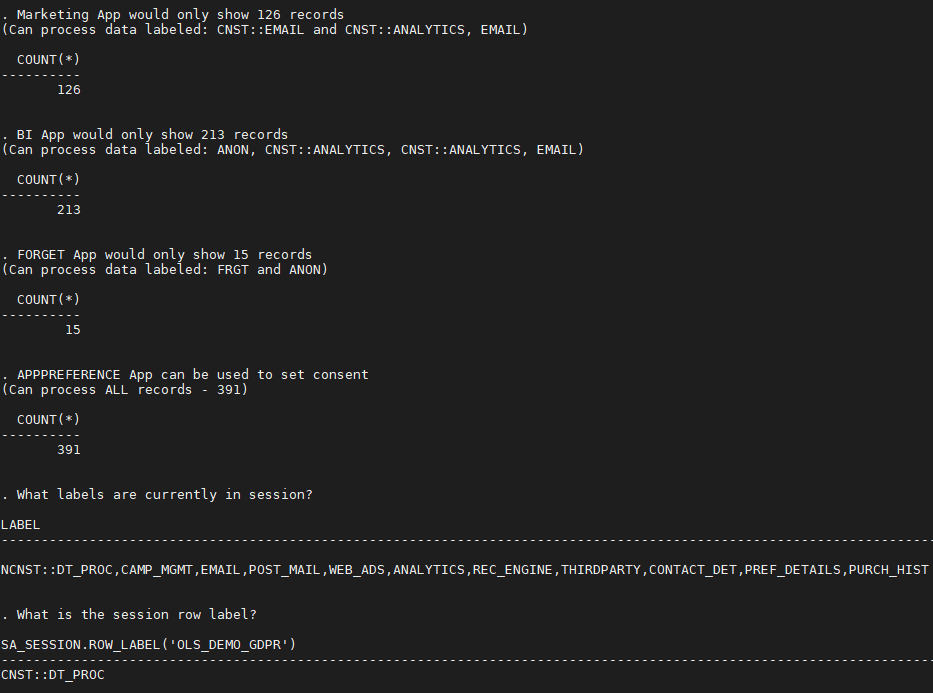 . Marketing App would only show 126 records
(Can process data labeled: CNST::EMAIL and CNST::ANALYTICS, EMAIL)
COUNT(*)
----------
126
. BI App would only show 213 records
(Can process data labeled: ANON, CNST::ANALYTICS, CNST::ANALYTICS, EMAIL)
COUNT(*)
----------
213
. FORGET App would only show 15 records
(Can process data labeled: FRGT and ANON)
COUNT(*)
----------
15
. APPPREFERENCE App can be used to set consent
(Can process ALL records - 391)
COUNT(*)
----------
391
. What labels are currently in session?
LABEL
---------------------------------------------------------------------------------------------------------------------
NCNST::DT_PROC,CAMP_MGMT,EMAIL,POST_MAIL,WEB_ADS,ANALYTICS,REC_ENGINE,THIRDPARTY,CONTACT_DET,PREF_DETAILS,PURCH_HIST
. What is the session row label?
SA_SESSION.ROW_LABEL('OLS_DEMO_GDPR')
---------------------------------------------------------------------------------------------------------------------
CNST::DT_PROC